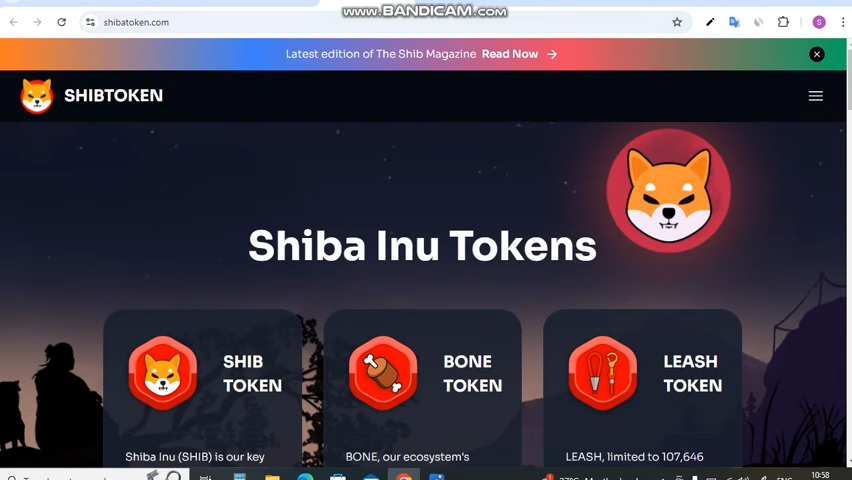 www.BANDICAM.com
shibatoken.com
S
Latest edition of The Shib Magazine Read Now →
SHIBTOKEN
Shiba Inu Tokens
SHIB
TOKEN
BONE
TOKEN
LEASH
TOKEN
Shiba Inu (SHIB) is our key
BONE, our ecosystem's
LEASH, limited to 107,646
10:58